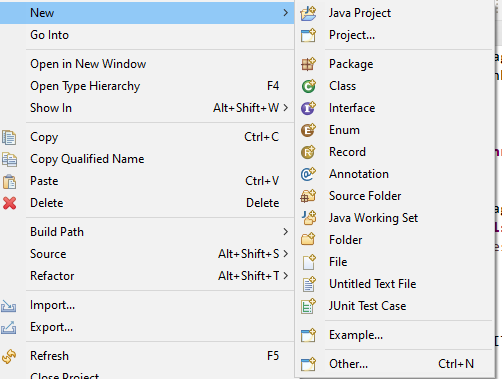 New
Go Into
Open in New Window
Open Type Hierarchy F4
Show In Alt+Shift+W
Copy Ctrl+C
Copy Qualified Name
Paste Ctrl+V
Delete Delete
Build Path
Source Alt+Shift+S
Refactor Alt+Shift+T
Import...
Export...
Refresh F5
Close Project
Java Project
Project...
Package
Class
Interface
Enum
Record
Annotation
Source Folder
Java Working Set
Folder
File
Untitled Text File
JUnit Test Case
Example...
Other... Ctrl+N